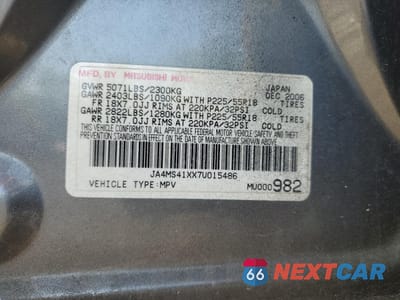 MFD. BY MITSUBISHI
JAPAN
GVWR 5071LBS/2300KG DEC 2006
GAWR 2403LBS/1090KG WITH P225/55R18 TIRES
FR 18X7.0JJ RIMS AT 220KPA/32PSI COLD
GAWR 2822LBS/1280KG WITH P225/55R18 TIRES
RR 18X7.0JJ RIMS AT 220KPA/32PSI COLD
THIS VEHICLE CONFORMS TO ALL APPLICABLE FEDERAL MOTOR VEHICLE SAFETY AND
THEFT PREVENTION STANDARDS IN EFFECT ON THE DATE OF MANUFACTURE SHOWN ABOVE.
JA4MS41XX7U015486
VEHICLE TYPE:MPV MU000982
66 NEXTCAR